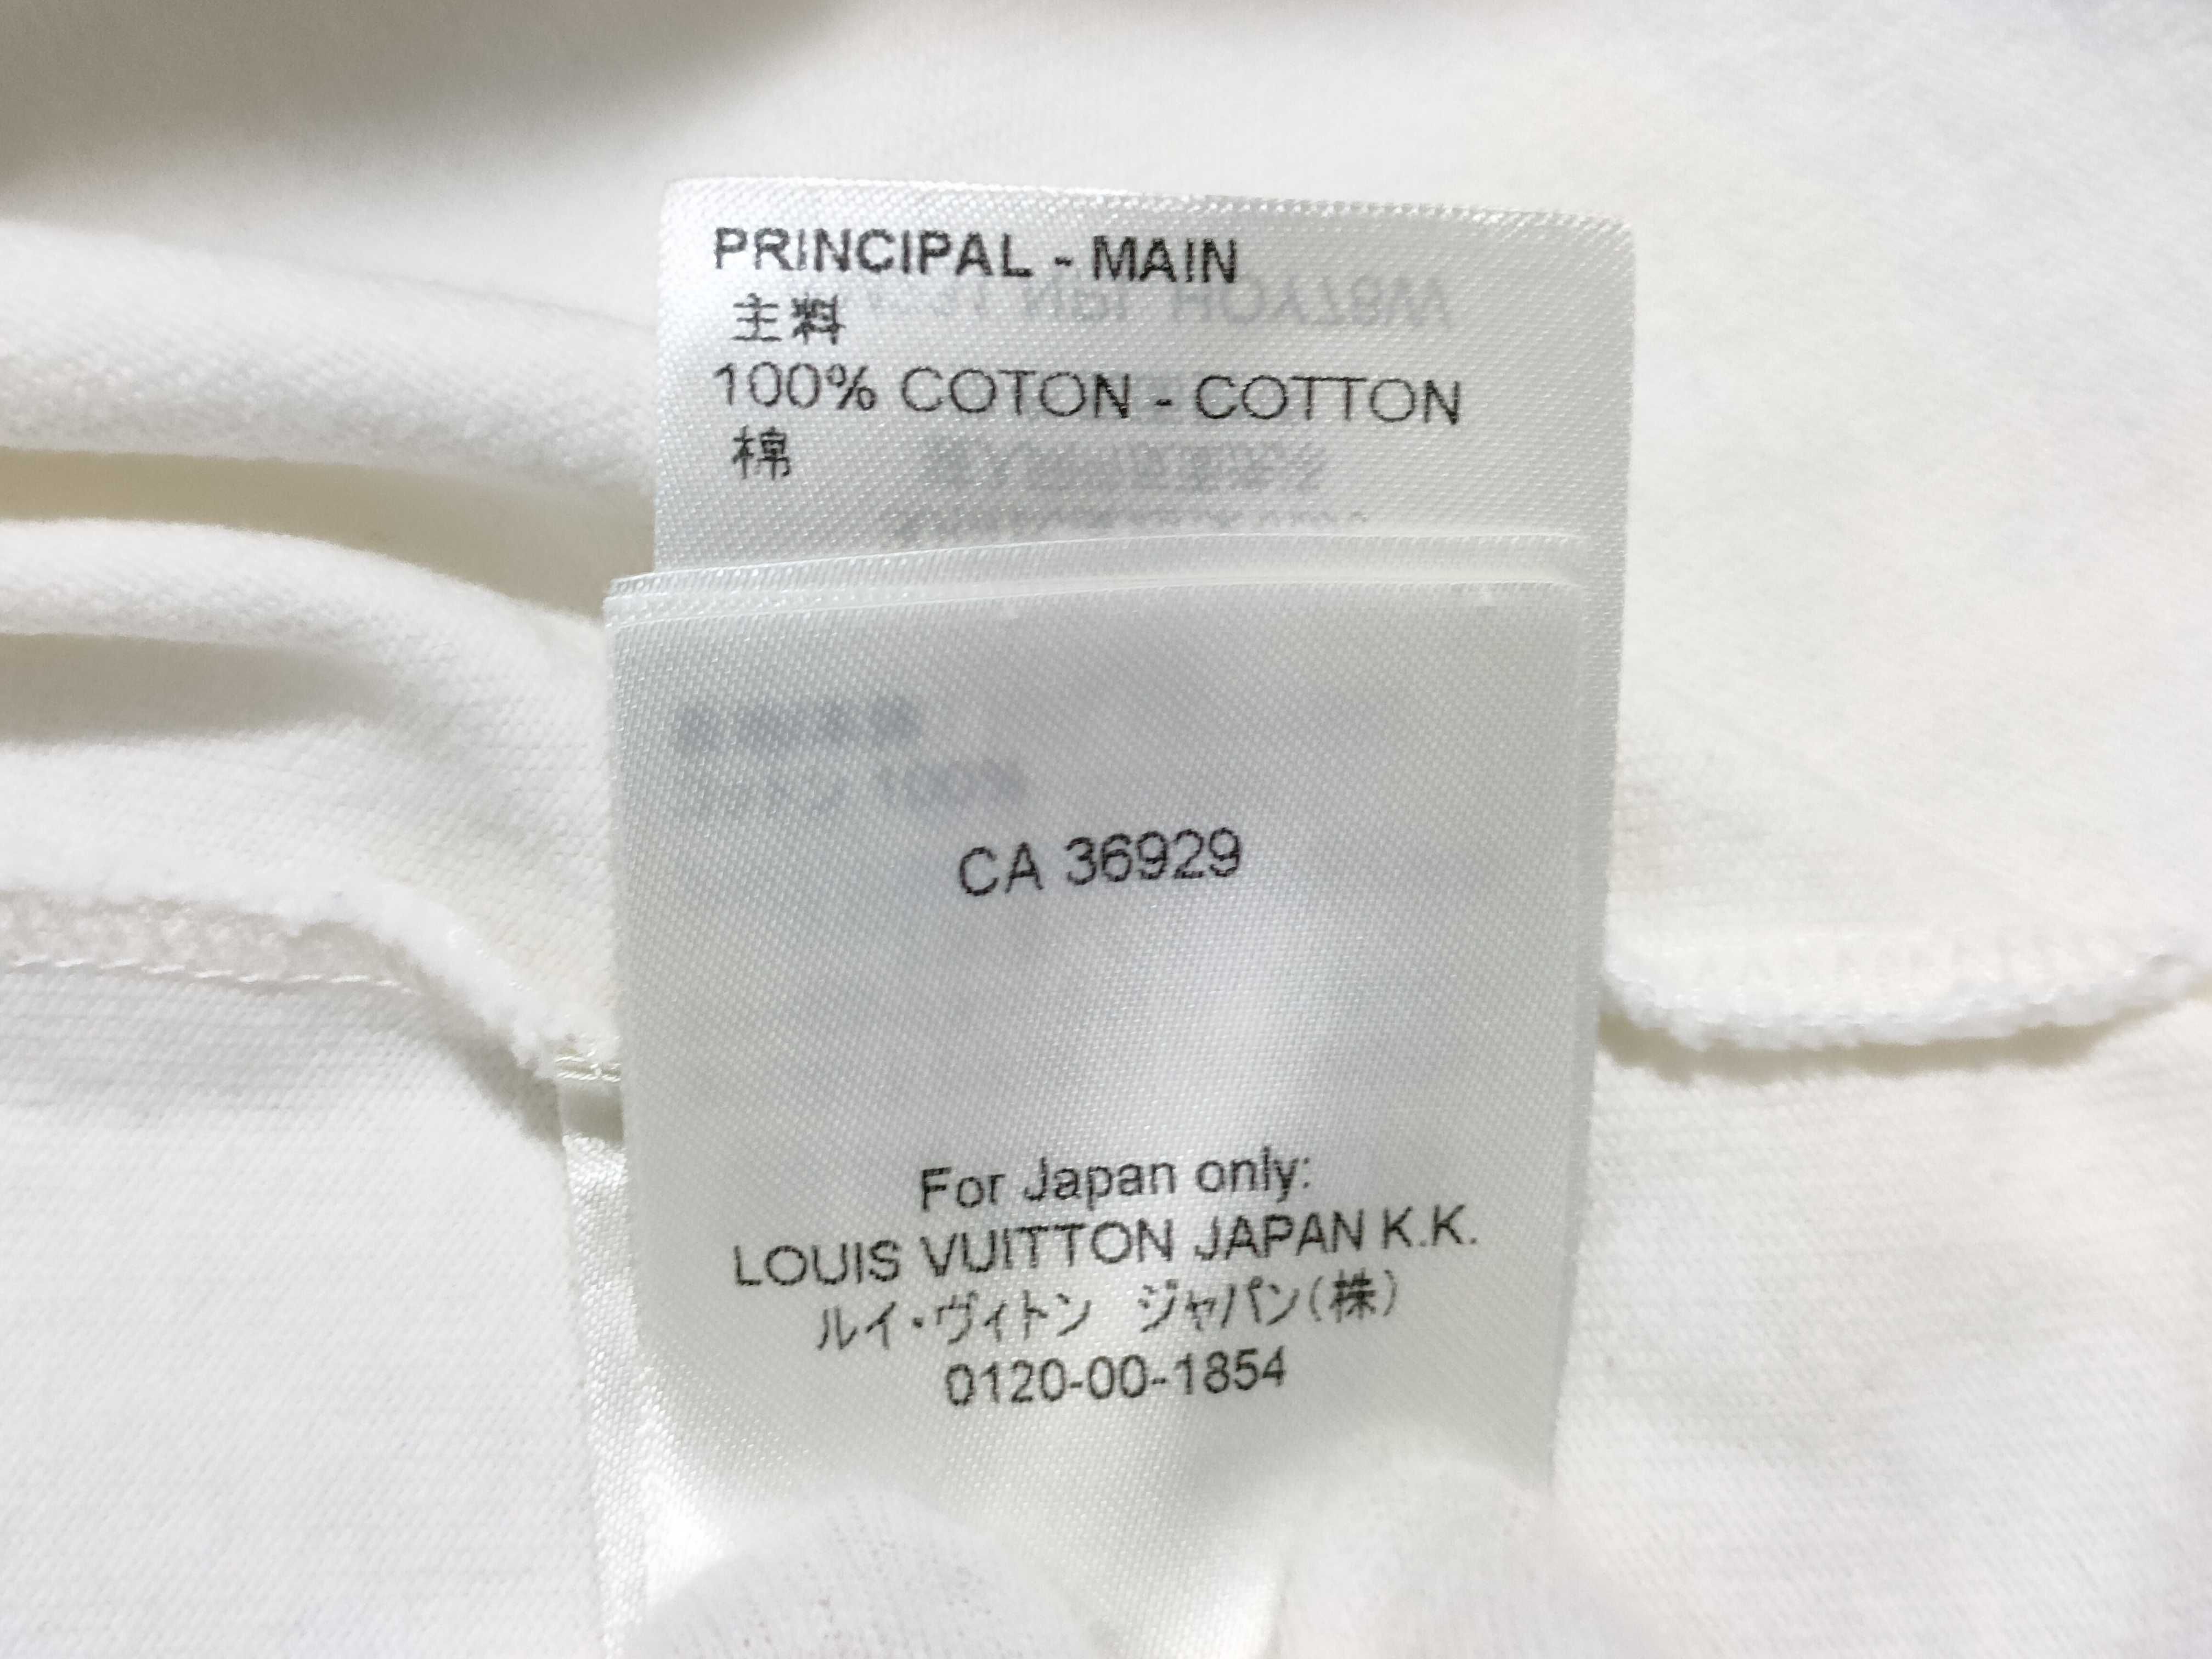 PRINCIPAL - MAIN
主料
100% COTON - COTTON
棉
CA 36929
For Japan only:
LOUIS VUITTON JAPAN K.K.
ルイ・ヴィトン ジャパン(株)
0120-00-1854